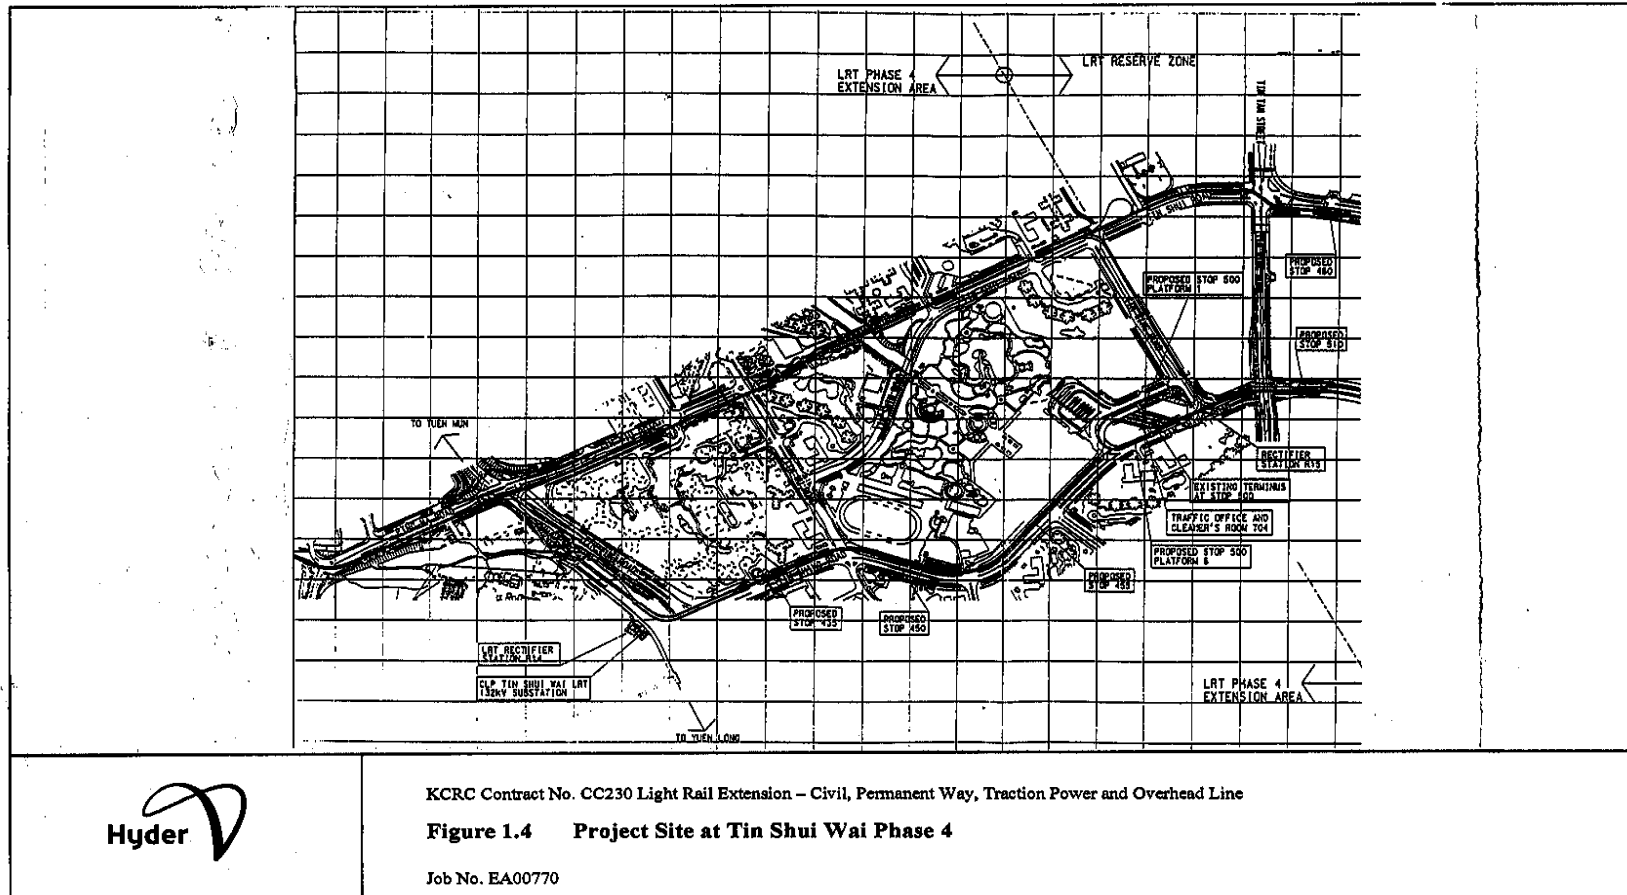 LRT PHASE 4
EXTENSION AREA
LRT RESERVE ZONE
TIN TAN STREET
TIN SHUI ROAD
PROPOSED
STOP 460
PROPOSED STOP 500
PLATFORM 1
PROPOSED
STOP 510
TO TUEN MUN
RECTIFIER
STATION R15
EXISTING TERMINUS
AT STOP 500
TRAFFIC OFFICE AND
CLEANER'S ROOM TO4
PROPOSED STOP 500
PLATFORM 6
PROPOSED
STOP 455
PROPOSED
STOP 435
PROPOSED
STOP 450
LRT RECTIFIER
STATION R14
CLP TIN SHUI WAI LRT
132KV SUBSTATION
LRT PHASE 4
EXTENSION AREA
TO YUEN LONG
Hyder
KCRC Contract No. CC230 Light Rail Extension – Civil, Permanent Way, Traction Power and Overhead Line
Figure 1.4 Project Site at Tin Shui Wai Phase 4
Job No. EA00770